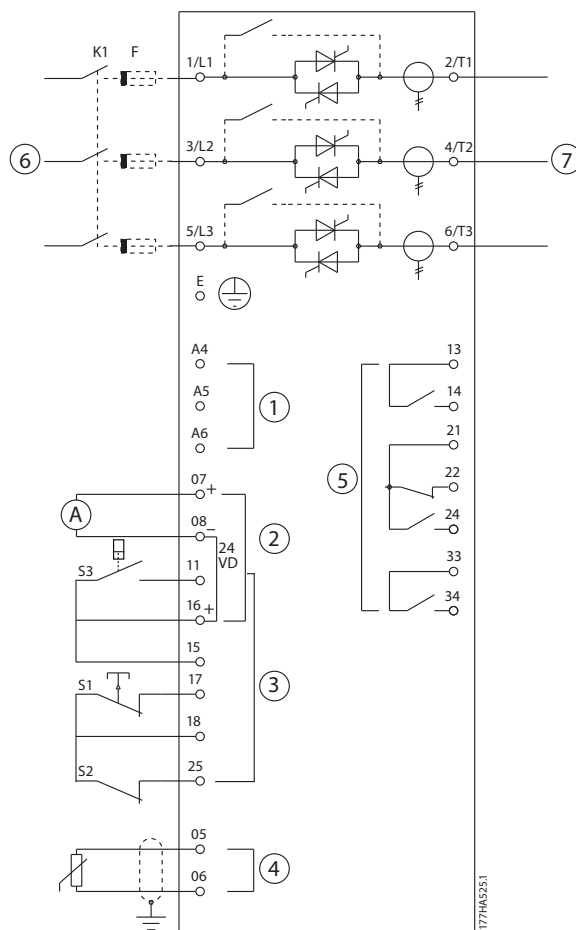 K1 F 1/L1 2/T1
6 3/L2 4/T2 7
5/L3 6/T3
E
A4 13
A5 1 14
A6 21
07 + 5 22
A 08 – 2 24
24
VD
S3 11 33
16 + 34
15
S1 17 3
18
S2 25
05
4
06
177HA525.1